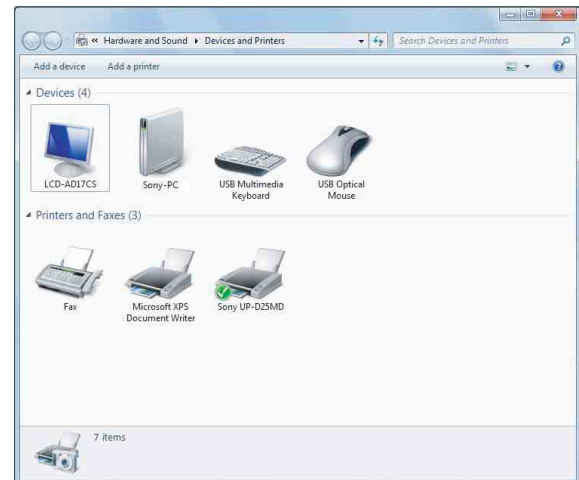 « Hardware and Sound ▸ Devices and Printers
Search Devices and Printers
Add a device Add a printer
Devices (4)
LCD-AD17CS
Sony-PC
USB Multimedia Keyboard
USB Optical Mouse
Printers and Faxes (3)
Fax
Microsoft XPS Document Writer
Sony UP-D25MD
7 items